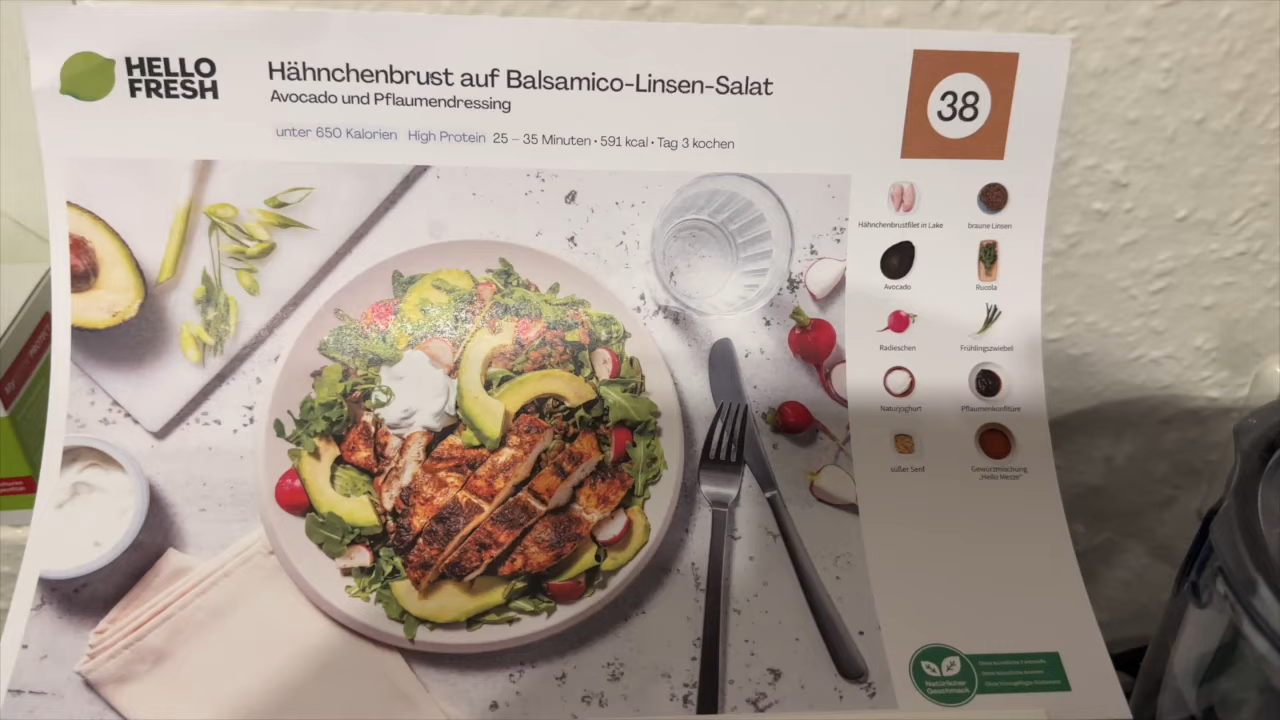 HELLO
FRESH
Hähnchenbrust auf Balsamico-Linsen-Salat
Avocado und Pflaumendressing
unter 650 Kalorien High Protein 25 – 35 Minuten • 591 kcal • Tag 3 kochen
38
Hähnchenbrustfilet in Lake
braune Linsen
Avocado
Rucola
Radieschen
Frühlingszwiebel
Naturjoghurt
Pflaumenkonfitüre
süßer Senf
Gewürzmischung
„Hello Mezze"
Natürlicher
Geschmack